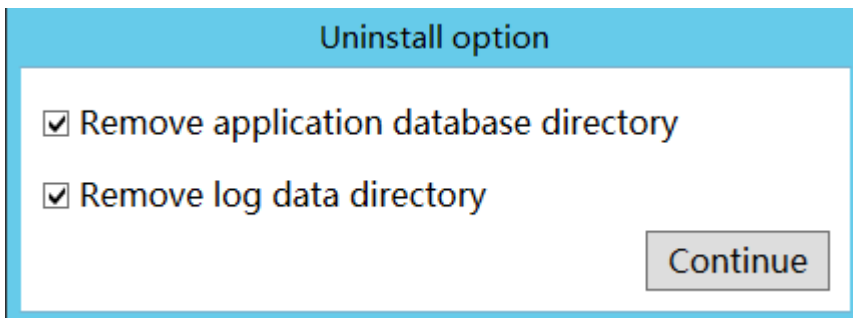 Uninstall option
Remove application database directory
Remove log data directory
Continue